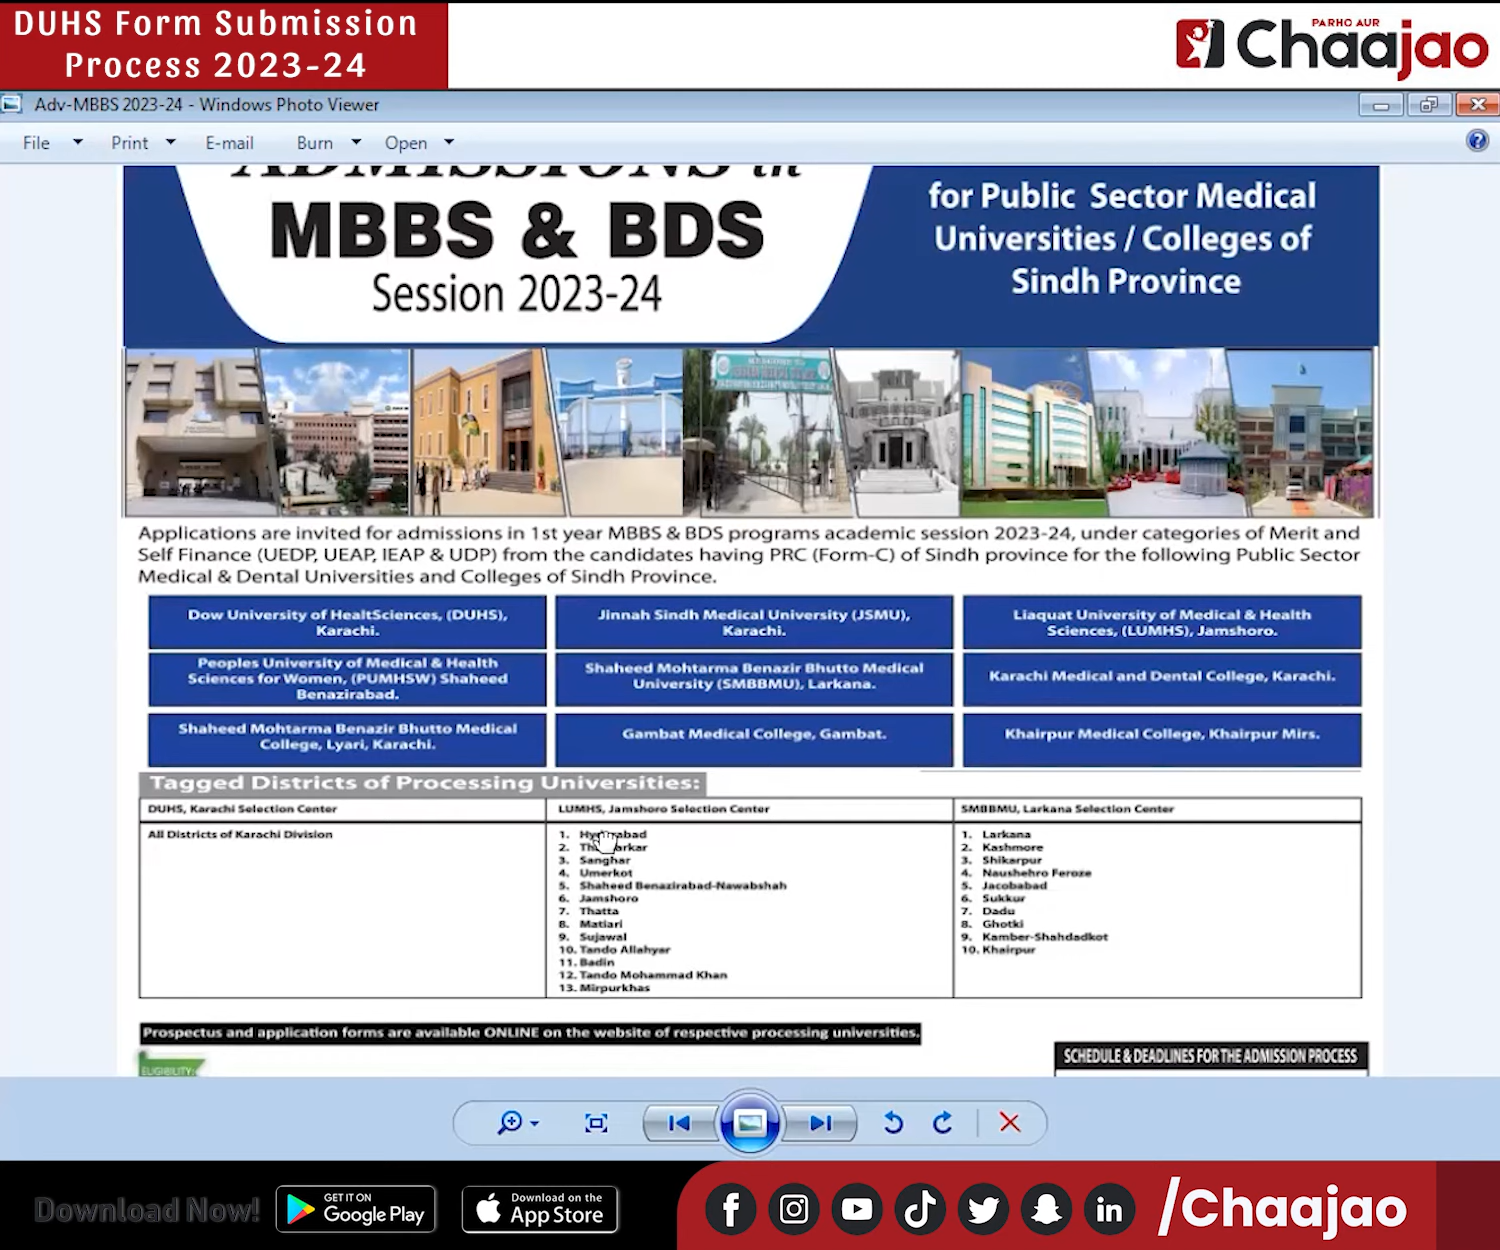 DUHS Form Submission
Process 2023-24
PARHO AUR
Chaajao
Adv-MBBS 2023-24 - Windows Photo Viewer
File Print E-mail Burn Open
ADMISSIONS in
MBBS & BDS
Session 2023-24
for Public Sector Medical
Universities / Colleges of
Sindh Province
Applications are invited for admissions in 1st year MBBS & BDS programs academic session 2023-24, under categories of Merit and
Self Finance (UEDP, UEAP, IEAP & UDP) from the candidates having PRC (Form-C) of Sindh province for the following Public Sector
Medical & Dental Universities and Colleges of Sindh Province.
Dow University of HealtSciences, (DUHS),
Karachi.
Jinnah Sindh Medical University (JSMU),
Karachi.
Liaquat University of Medical & Health
Sciences, (LUMHS), Jamshoro.
Peoples University of Medical & Health
Sciences for Women, (PUMHSW) Shaheed
Benazirabad.
Shaheed Mohtarma Benazir Bhutto Medical
University (SMBBMU), Larkana.
Karachi Medical and Dental College, Karachi.
Shaheed Mohtarma Benazir Bhutto Medical
College, Lyari, Karachi.
Gambat Medical College, Gambat.
Khairpur Medical College, Khairpur Mirs.
Tagged Districts of Processing Universities:
DUHS, Karachi Selection Center
All Districts of Karachi Division
LUMHS, Jamshoro Selection Center
1. Hyderabad
2. Tharparkar
3. Sanghar
4. Umerkot
5. Shaheed Benazirabad-Nawabshah
6. Jamshoro
7. Thatta
8. Matiari
9. Sujawal
10. Tando Allahyar
11. Badin
12. Tando Mohammad Khan
13. Mirpurkhas
SMBBMU, Larkana Selection Center
1. Larkana
2. Kashmore
3. Shikarpur
4. Naushehro Feroze
5. Jacobabad
6. Sukkur
7. Dadu
8. Ghotki
9. Kamber-Shahdadkot
10. Khairpur
Prospectus and application forms are available ONLINE on the website of respective processing universities.
ELIGIBILITY:
SCHEDULE & DEADLINES FOR THE ADMISSION PROCESS
Download Now!
GET IT ON
Google Play
Download on the
App Store
/Chaajao